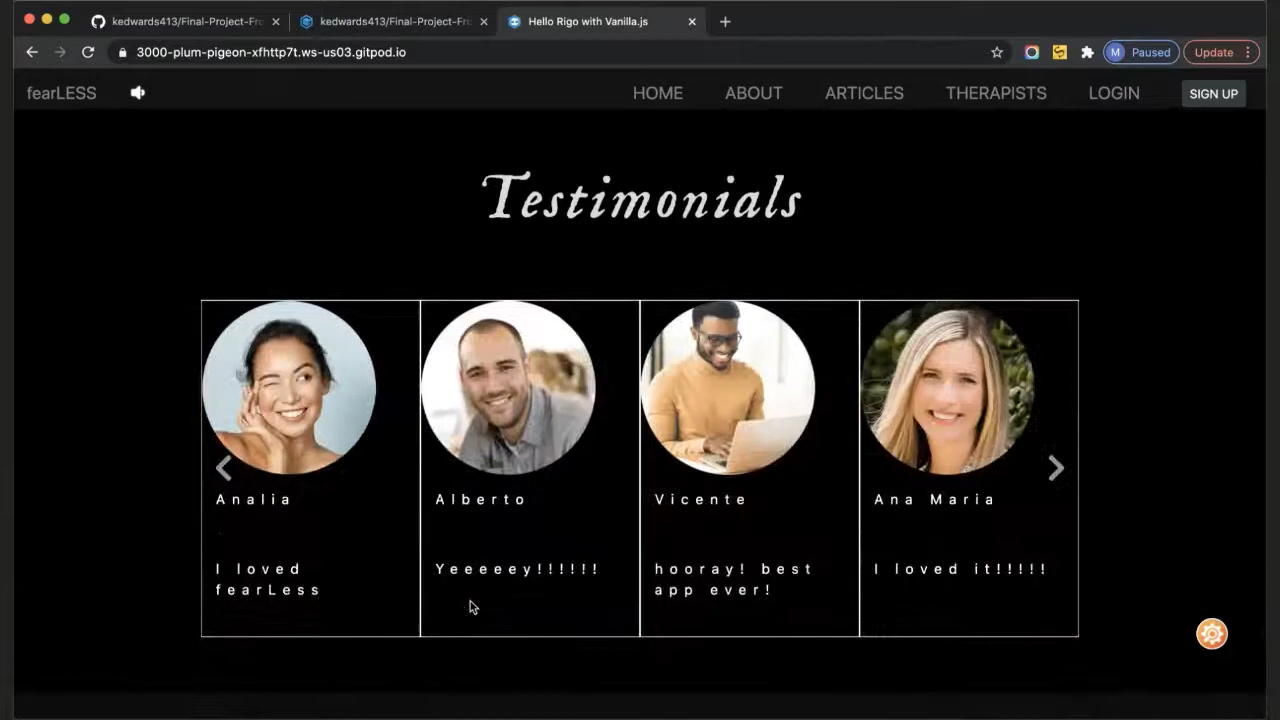 kedwards413/Final-Project-Fro
kedwards413/Final-Project-Fro
Hello Rigo with Vanilla.js
3000-plum-pigeon-xfhttp7t.ws-us03.gitpod.io
M Paused
Update
fearLESS
HOME
ABOUT
ARTICLES
THERAPISTS
LOGIN
SIGN UP
Testimonials
Analia
I loved
fearLess
Alberto
Yeeeeey!!!!!!
Vicente
hooray! best
app ever!
Ana Maria
I loved it!!!!!